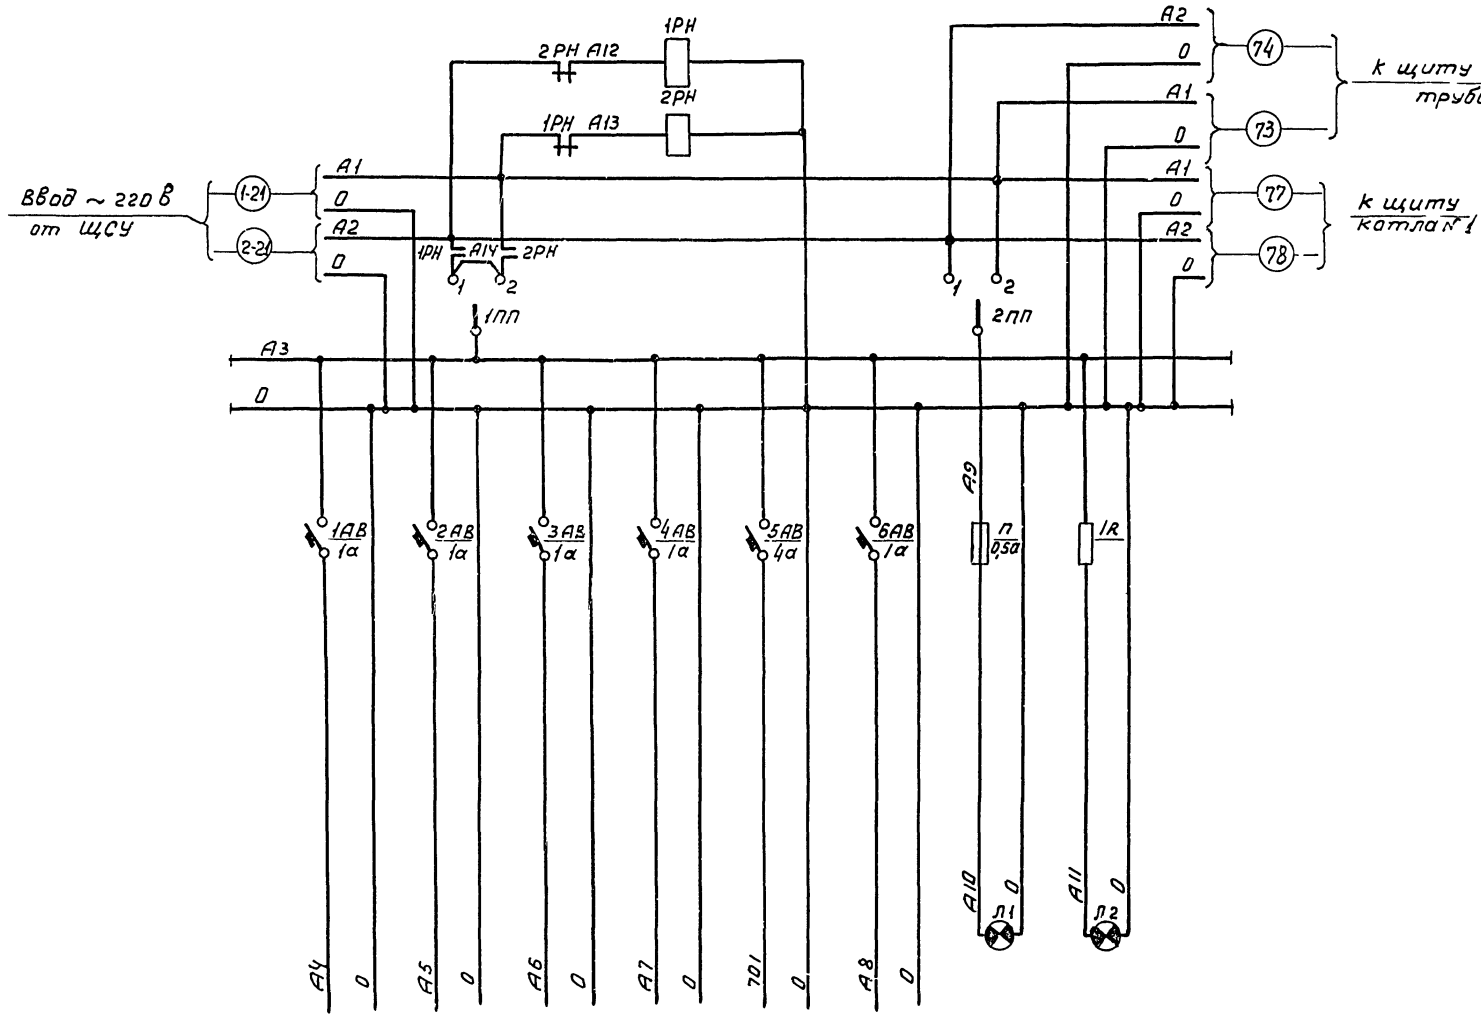 1РН
2РН А12
2РН
1РН А13
А2
0
74
К щиту
А1
0
73
Ввод ~ 220 В
от ЩСУ
1-21
2-21
А1
0
А2
0
А1
0
77
А2
0
78
К щиту
котла №1
1РН А14 2РН
1 2
1ПП
1 2
2ПП
А3
0
1АВ
1а
2АВ
1а
3АВ
1а
4АВ
1а
5АВ
4а
6АВ
1а
А9
П
0,5а
1R
А10
0
Л1
А11
0
Л2
А4
0
А5
0
А6
0
А7
0
701
0
А8
0